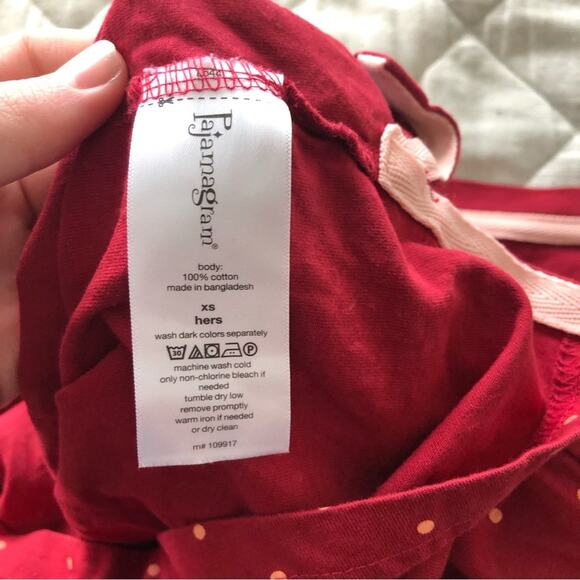 Pajamagram®
body:
100% cotton
made in bangladesh
xs
hers
wash dark colors separately
30 P
machine wash cold
only non-chlorine bleach if
needed
tumble dry low
remove promptly
warm iron if needed
or dry clean
m# 109917